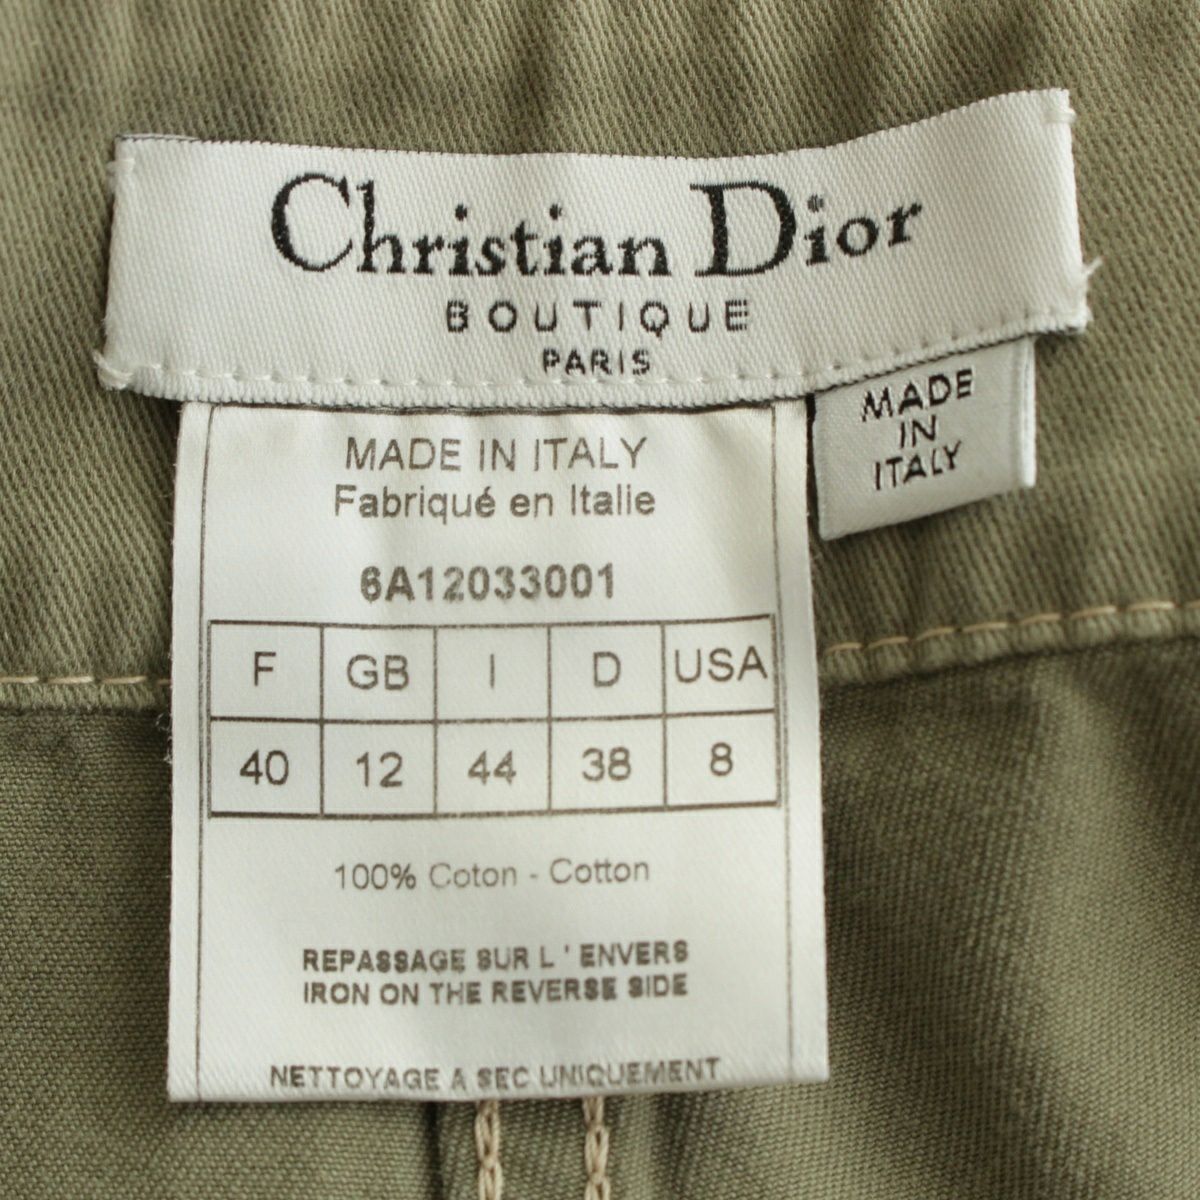 Christian Dior
BOUTIQUE
PARIS
MADE
IN
ITALY
MADE IN ITALY
Fabriqué en Italie
6A12033001
F GB I D USA
40 12 44 38 8
100% Coton - Cotton
REPASSAGE SUR L ' ENVERS
IRON ON THE REVERSE SIDE
NETTOYAGE A SEC UNIQUEMENT